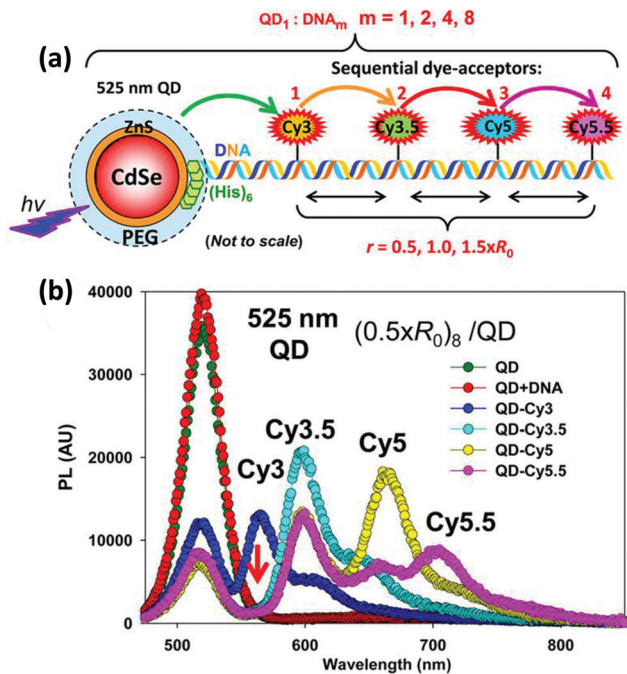 QD₁ : DNAₘ m = 1, 2, 4, 8
(a)
525 nm QD
Sequential dye-acceptors:
1 2 3 4
ZnS
Cy3 Cy3.5 Cy5 Cy5.5
DNA
CdSe
(His)₆
hν
PEG
(Not to scale)
r = 0.5, 1.0, 1.5xR₀
(b)
40000
525 nm
QD
(0.5xR₀)₈ /QD
QD
QD+DNA
QD-Cy3
QD-Cy3.5
QD-Cy5
QD-Cy5.5
30000
Cy3.5
Cy5
Cy3
20000
Cy5.5
PL (AU)
10000
0
500 600 700 800
Wavelength (nm)